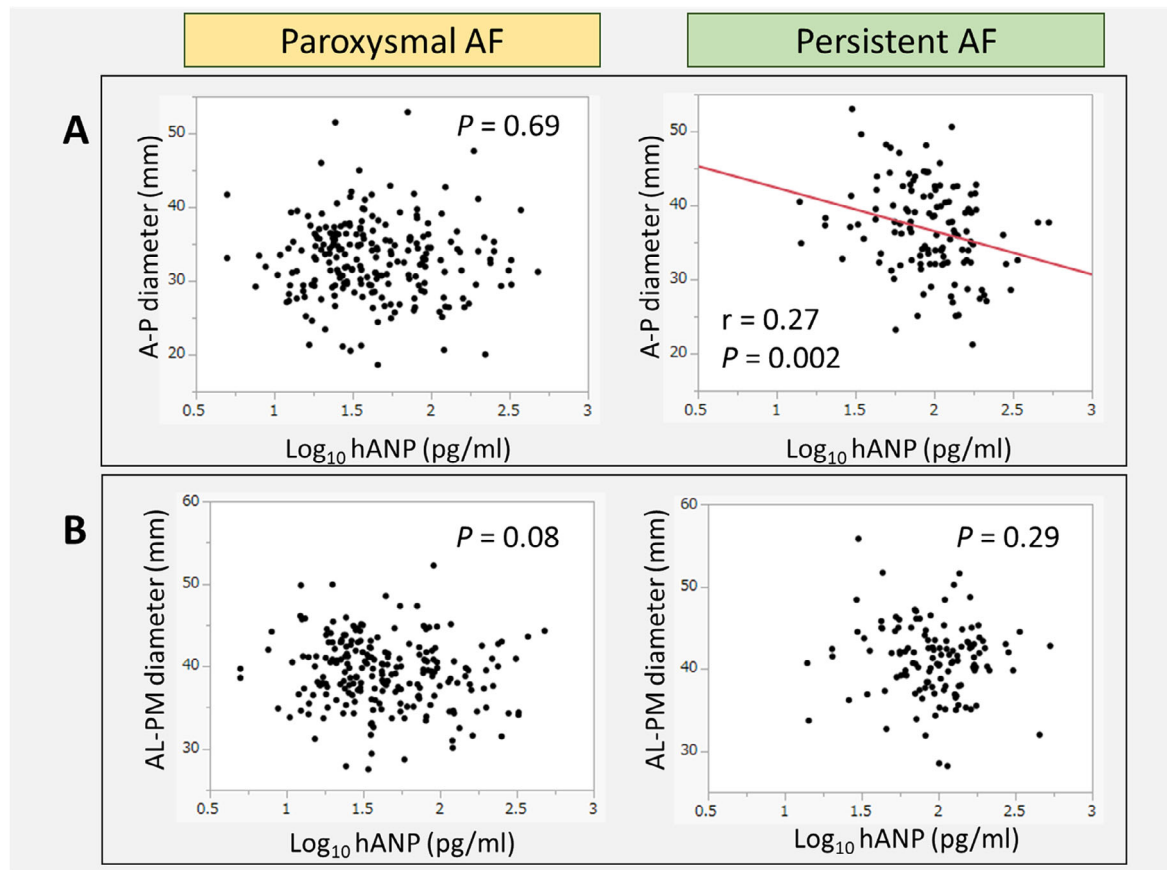 Paroxysmal AF
Persistent AF
A
A-P diameter (mm)
50
40
30
20
P = 0.69
0.5 1 1.5 2 2.5 3
Log10 hANP (pg/ml)
A-P diameter (mm)
50
40
30
20
r = 0.27
P = 0.002
0.5 1 1.5 2 2.5 3
Log10 hANP (pg/ml)
B
AL-PM diameter (mm)
60
50
40
30
P = 0.08
0.5 1 1.5 2 2.5 3
Log10 hANP (pg/ml)
AL-PM diameter (mm)
60
50
40
30
P = 0.29
0.5 1 1.5 2 2.5 3
Log10 hANP (pg/ml)